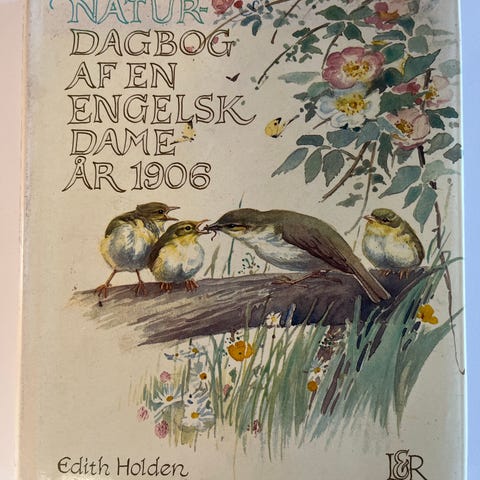 NATUR-
DAGBOG
AF EN
ENGELSK
DAME
ÅR 1906
Edith Holden
L&R